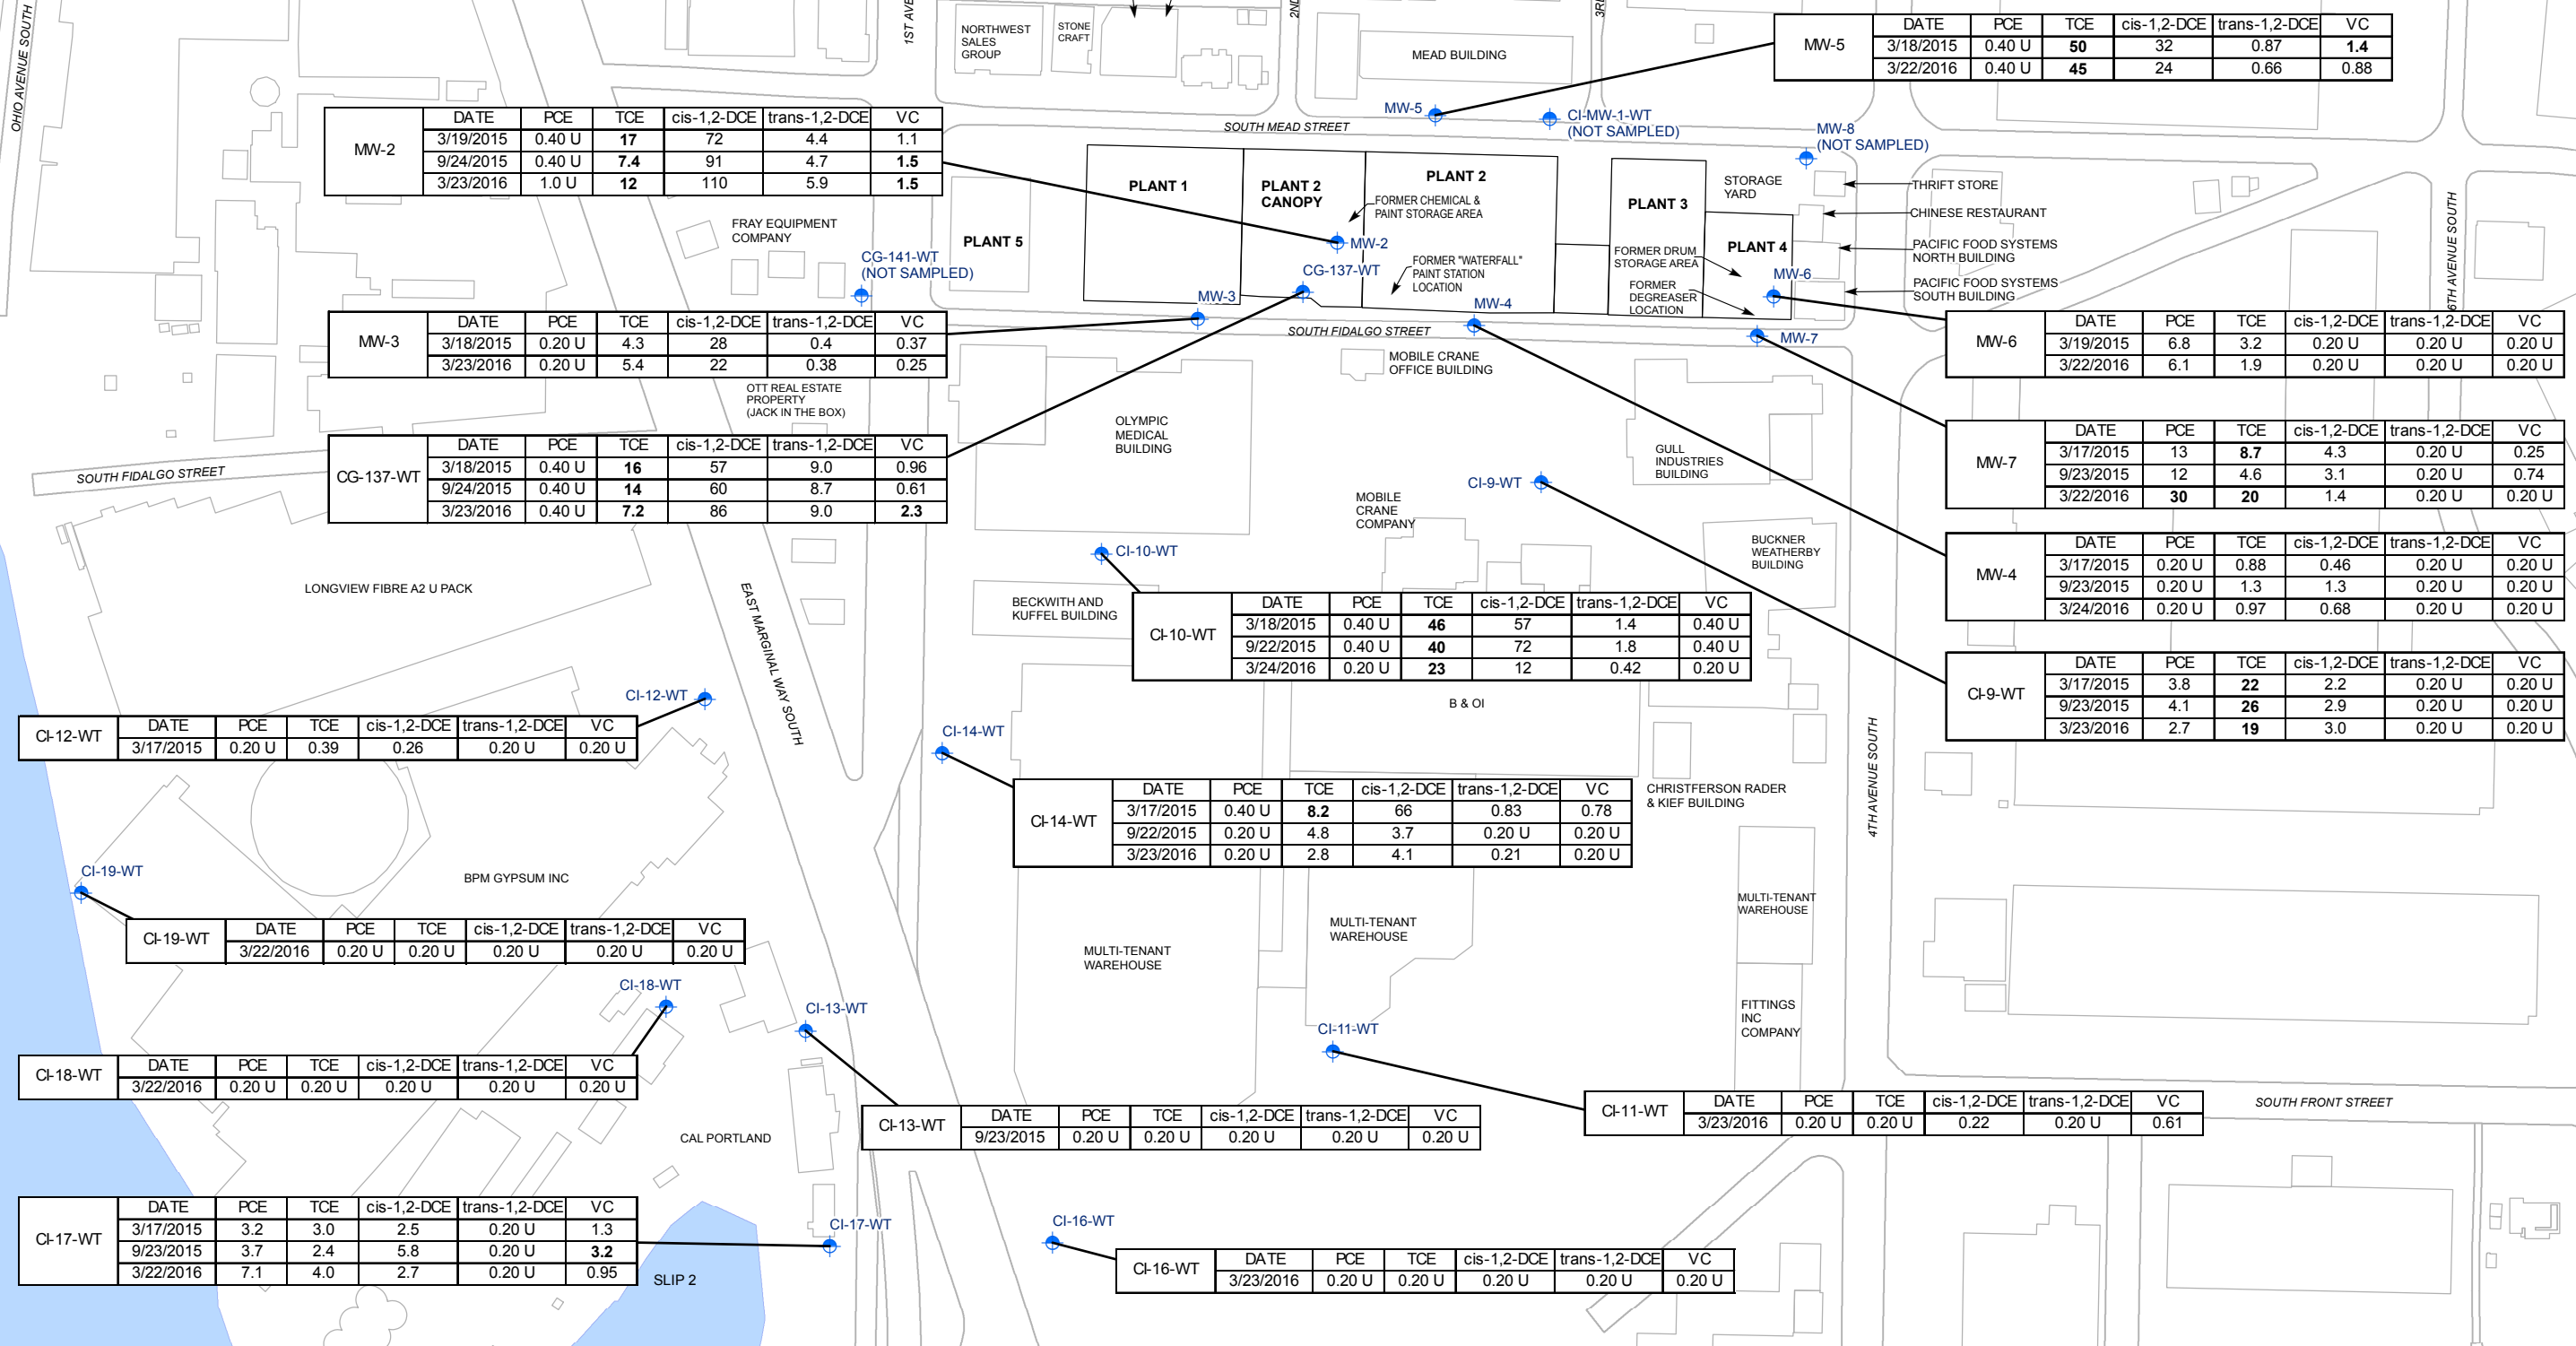 OHIO AVENUE SOUTH
1ST AVE
NORTHWEST
SALES
GROUP
STONE
CRAFT
2ND
MEAD BUILDING
3RD
MW-5 DATE PCE TCE cis-1,2-DCE trans-1,2-DCE VC
3/18/2015 0.40 U 50 32 0.87 1.4
3/22/2016 0.40 U 45 24 0.66 0.88
MW-5
CI-MW-1-WT
(NOT SAMPLED)
MW-8
(NOT SAMPLED)
SOUTH MEAD STREET
MW-2 DATE PCE TCE cis-1,2-DCE trans-1,2-DCE VC
3/19/2015 0.40 U 17 72 4.4 1.1
9/24/2015 0.40 U 7.4 91 4.7 1.5
3/23/2016 1.0 U 12 110 5.9 1.5
PLANT 1
PLANT 2
CANOPY
PLANT 2
FORMER CHEMICAL &
PAINT STORAGE AREA
PLANT 3
STORAGE
YARD
THRIFT STORE
CHINESE RESTAURANT
PACIFIC FOOD SYSTEMS
NORTH BUILDING
PACIFIC FOOD SYSTEMS
SOUTH BUILDING
6TH AVENUE SOUTH
FRAY EQUIPMENT
COMPANY
PLANT 5
MW-2
CG-137-WT
FORMER "WATERFALL"
PAINT STATION
LOCATION
FORMER DRUM
STORAGE AREA
PLANT 4
MW-6
FORMER
DEGREASER
LOCATION
CG-141-WT
(NOT SAMPLED)
MW-3
MW-4
MW-7
SOUTH FIDALGO STREET
MW-3 DATE PCE TCE cis-1,2-DCE trans-1,2-DCE VC
3/18/2015 0.20 U 4.3 28 0.4 0.37
3/23/2016 0.20 U 5.4 22 0.38 0.25
MW-6 DATE PCE TCE cis-1,2-DCE trans-1,2-DCE VC
3/19/2015 6.8 3.2 0.20 U 0.20 U 0.20 U
3/22/2016 6.1 1.9 0.20 U 0.20 U 0.20 U
MOBILE CRANE
OFFICE BUILDING
OTT REAL ESTATE
PROPERTY
(JACK IN THE BOX)
OLYMPIC
MEDICAL
BUILDING
GULL
INDUSTRIES
BUILDING
MW-7 DATE PCE TCE cis-1,2-DCE trans-1,2-DCE VC
3/17/2015 13 8.7 4.3 0.20 U 0.25
9/23/2015 12 4.6 3.1 0.20 U 0.74
3/22/2016 30 20 1.4 0.20 U 0.20 U
CG-137-WT DATE PCE TCE cis-1,2-DCE trans-1,2-DCE VC
3/18/2015 0.40 U 16 57 9.0 0.96
9/24/2015 0.40 U 14 60 8.7 0.61
3/23/2016 0.40 U 7.2 86 9.0 2.3
SOUTH FIDALGO STREET
CI-9-WT
MOBILE
CRANE
COMPANY
BUCKNER
WEATHERBY
BUILDING
MW-4 DATE PCE TCE cis-1,2-DCE trans-1,2-DCE VC
3/17/2015 0.20 U 0.88 0.46 0.20 U 0.20 U
9/23/2015 0.20 U 1.3 1.3 0.20 U 0.20 U
3/24/2016 0.20 U 0.97 0.68 0.20 U 0.20 U
CI-10-WT
LONGVIEW FIBRE A2 U PACK
EAST MARGINAL WAY SOUTH
BECKWITH AND
KUFFEL BUILDING
CI-10-WT DATE PCE TCE cis-1,2-DCE trans-1,2-DCE VC
3/18/2015 0.40 U 46 57 1.4 0.40 U
9/22/2015 0.40 U 40 72 1.8 0.40 U
3/24/2016 0.20 U 23 12 0.42 0.20 U
CI-9-WT DATE PCE TCE cis-1,2-DCE trans-1,2-DCE VC
3/17/2015 3.8 22 2.2 0.20 U 0.20 U
9/23/2015 4.1 26 2.9 0.20 U 0.20 U
3/23/2016 2.7 19 3.0 0.20 U 0.20 U
CI-12-WT
B & OI
CI-12-WT DATE PCE TCE cis-1,2-DCE trans-1,2-DCE VC
3/17/2015 0.20 U 0.39 0.26 0.20 U 0.20 U
CI-14-WT
4TH AVENUE SOUTH
CI-14-WT DATE PCE TCE cis-1,2-DCE trans-1,2-DCE VC
3/17/2015 0.40 U 8.2 66 0.83 0.78
9/22/2015 0.20 U 4.8 3.7 0.20 U 0.20 U
3/23/2016 0.20 U 2.8 4.1 0.21 0.20 U
CHRISTFERSON RADER
& KIEF BUILDING
CI-19-WT
BPM GYPSUM INC
MULTI-TENANT
WAREHOUSE
MULTI-TENANT
WAREHOUSE
MULTI-TENANT
WAREHOUSE
CI-19-WT DATE PCE TCE cis-1,2-DCE trans-1,2-DCE VC
3/22/2016 0.20 U 0.20 U 0.20 U 0.20 U 0.20 U
CI-18-WT
CI-13-WT
CI-11-WT
FITTINGS
INC
COMPANY
CI-18-WT DATE PCE TCE cis-1,2-DCE trans-1,2-DCE VC
3/22/2016 0.20 U 0.20 U 0.20 U 0.20 U 0.20 U
CI-13-WT DATE PCE TCE cis-1,2-DCE trans-1,2-DCE VC
9/23/2015 0.20 U 0.20 U 0.20 U 0.20 U 0.20 U
CI-11-WT DATE PCE TCE cis-1,2-DCE trans-1,2-DCE VC
3/23/2016 0.20 U 0.20 U 0.22 0.20 U 0.61
SOUTH FRONT STREET
CAL PORTLAND
CI-17-WT DATE PCE TCE cis-1,2-DCE trans-1,2-DCE VC
3/17/2015 3.2 3.0 2.5 0.20 U 1.3
9/23/2015 3.7 2.4 5.8 0.20 U 3.2
3/22/2016 7.1 4.0 2.7 0.20 U 0.95
CI-17-WT
CI-16-WT
SLIP 2
CI-16-WT DATE PCE TCE cis-1,2-DCE trans-1,2-DCE VC
3/23/2016 0.20 U 0.20 U 0.20 U 0.20 U 0.20 U